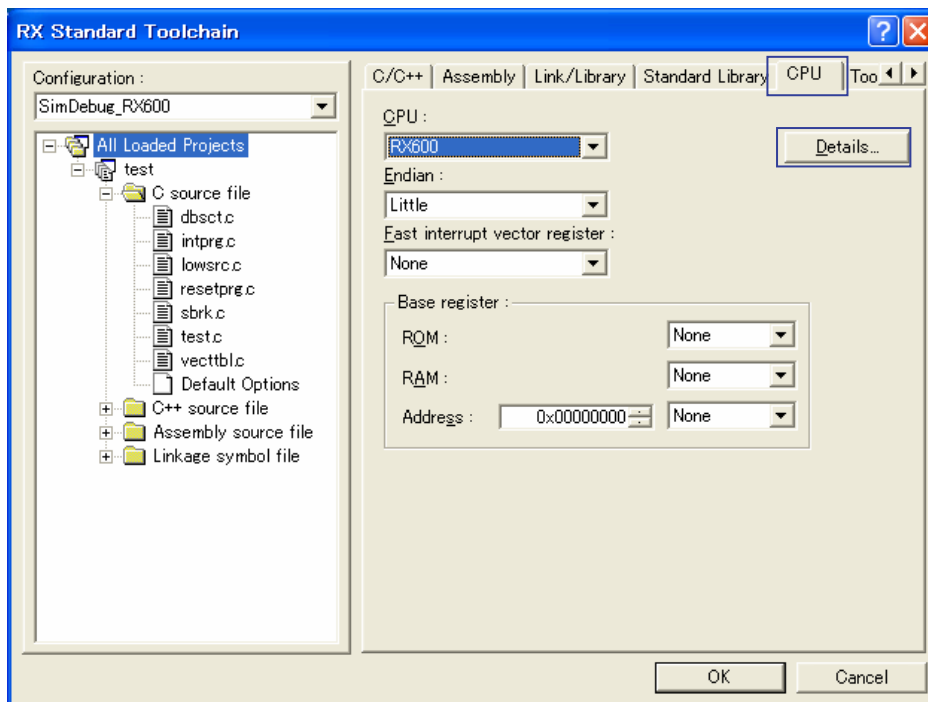 RX Standard Toolchain
Configuration :
SimDebug_RX600
All Loaded Projects
test
C source file
dbsct.c
intprg.c
lowsrc.c
resetprg.c
sbrk.c
test.c
vecttbl.c
Default Options
C++ source file
Assembly source file
Linkage symbol file
C/C++ Assembly Link/Library Standard Library CPU Too
CPU :
RX600
Details...
Endian :
Little
Fast interrupt vector register :
None
Base register :
ROM : None
RAM : None
Address : 0x00000000 None
OK Cancel